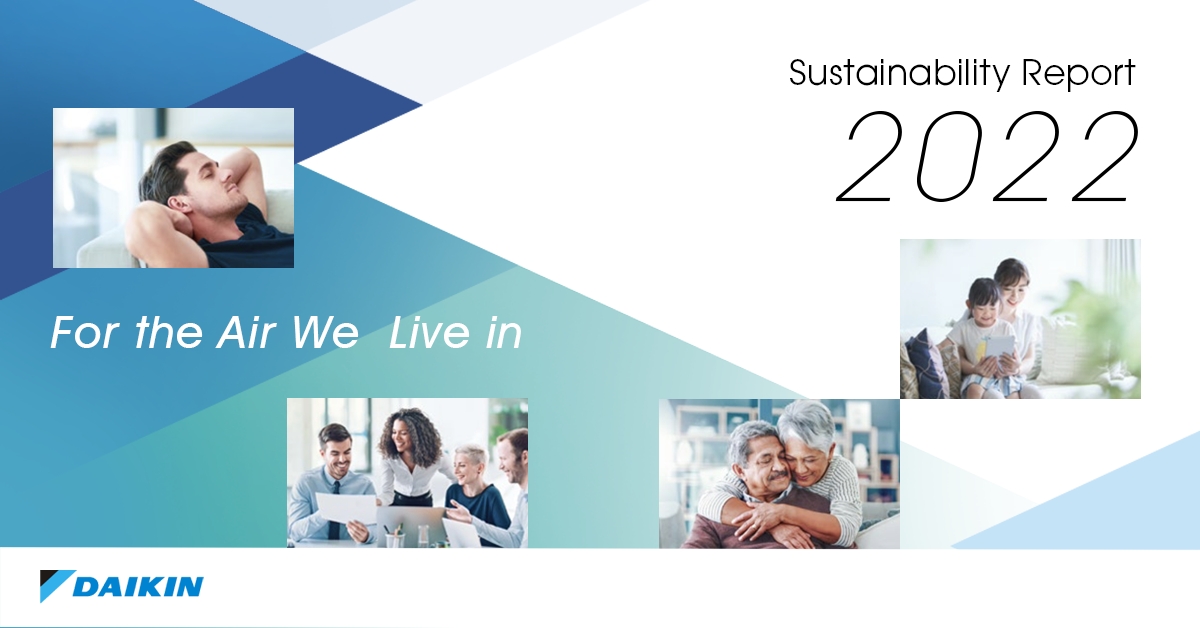 Sustainability Report
2022
For the Air We Live in
DAIKIN